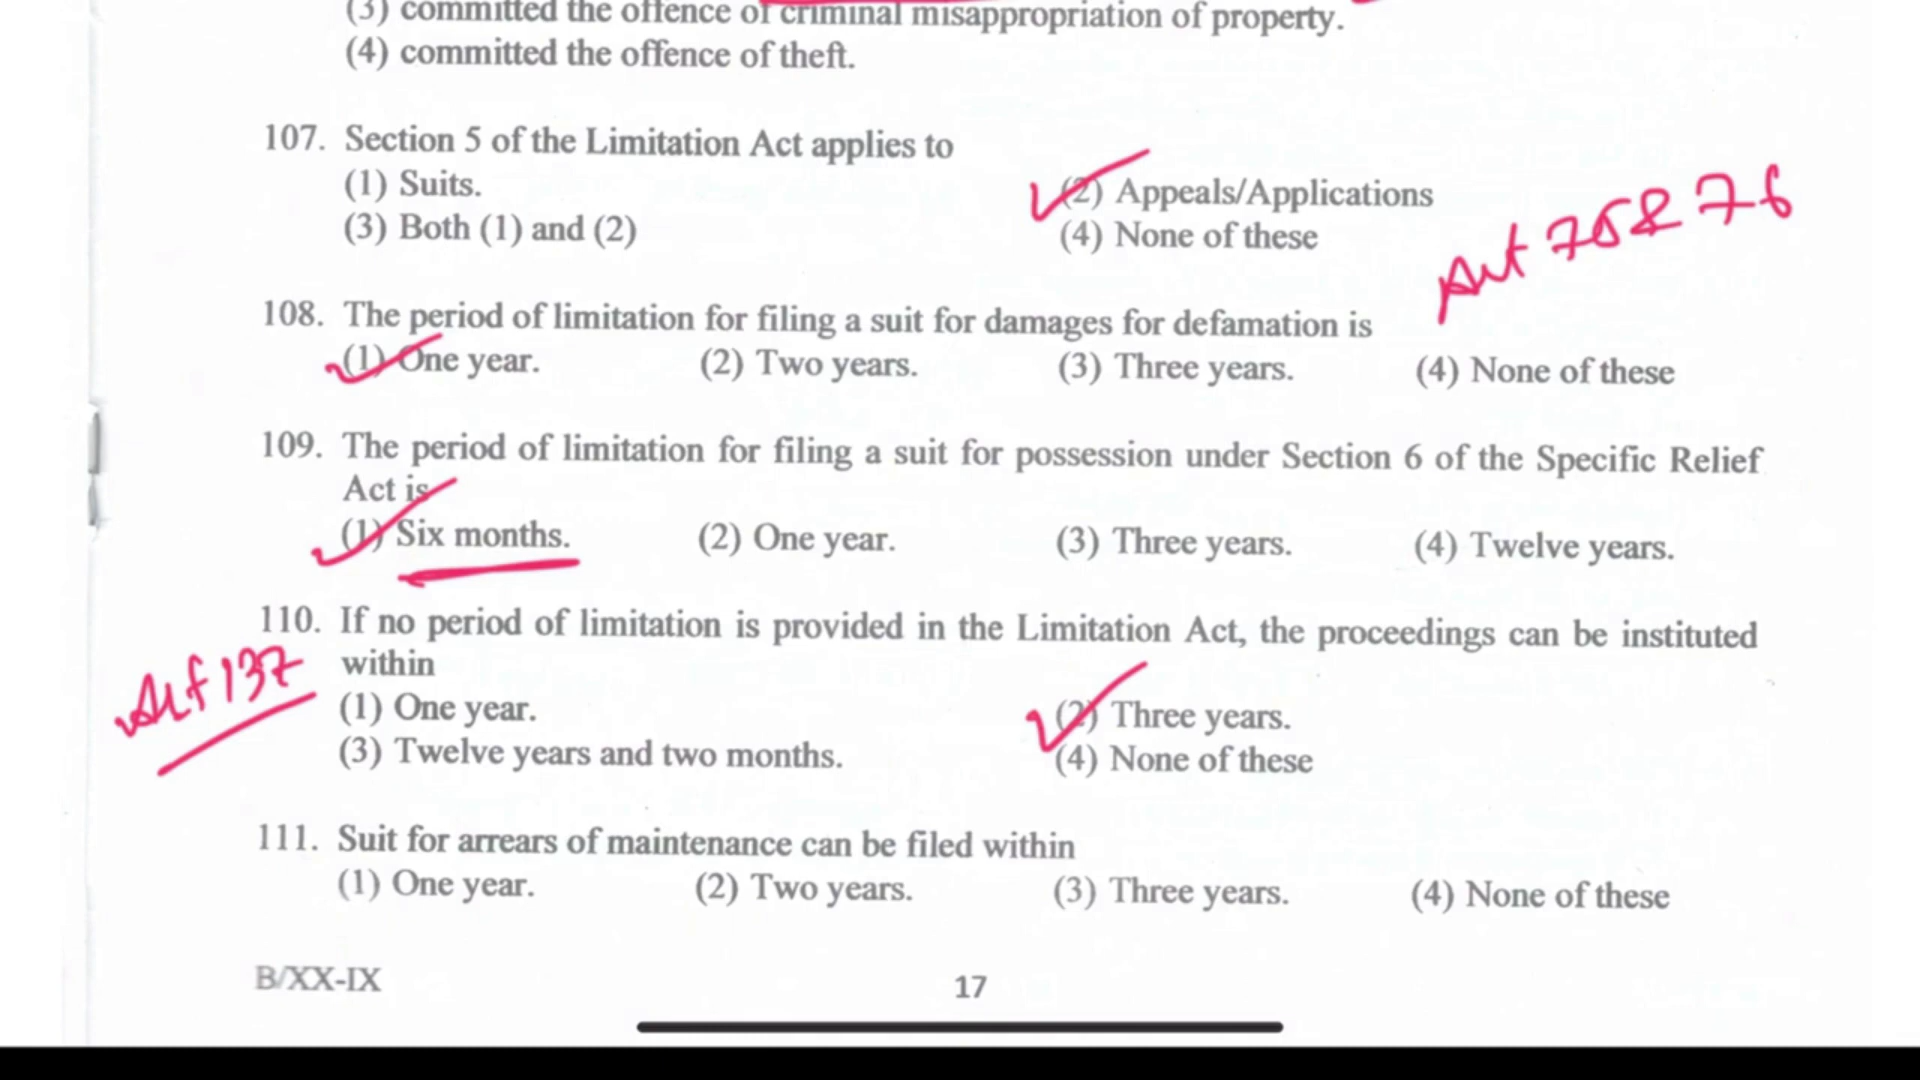 (3) committed the offence of criminal misappropriation of property.
(4) committed the offence of theft.
107. Section 5 of the Limitation Act applies to
(1) Suits.
(2) Appeals/Applications
(3) Both (1) and (2)
(4) None of these
Art 75 & 76
108. The period of limitation for filing a suit for damages for defamation is
(1) One year. (2) Two years. (3) Three years. (4) None of these
109. The period of limitation for filing a suit for possession under Section 6 of the Specific Relief
Act is
(1) Six months. (2) One year. (3) Three years. (4) Twelve years.
110. If no period of limitation is provided in the Limitation Act, the proceedings can be instituted
within
Art 137
(1) One year. (2) Three years.
(3) Twelve years and two months. (4) None of these
111. Suit for arrears of maintenance can be filed within
(1) One year. (2) Two years. (3) Three years. (4) None of these
B/XX-IX 17